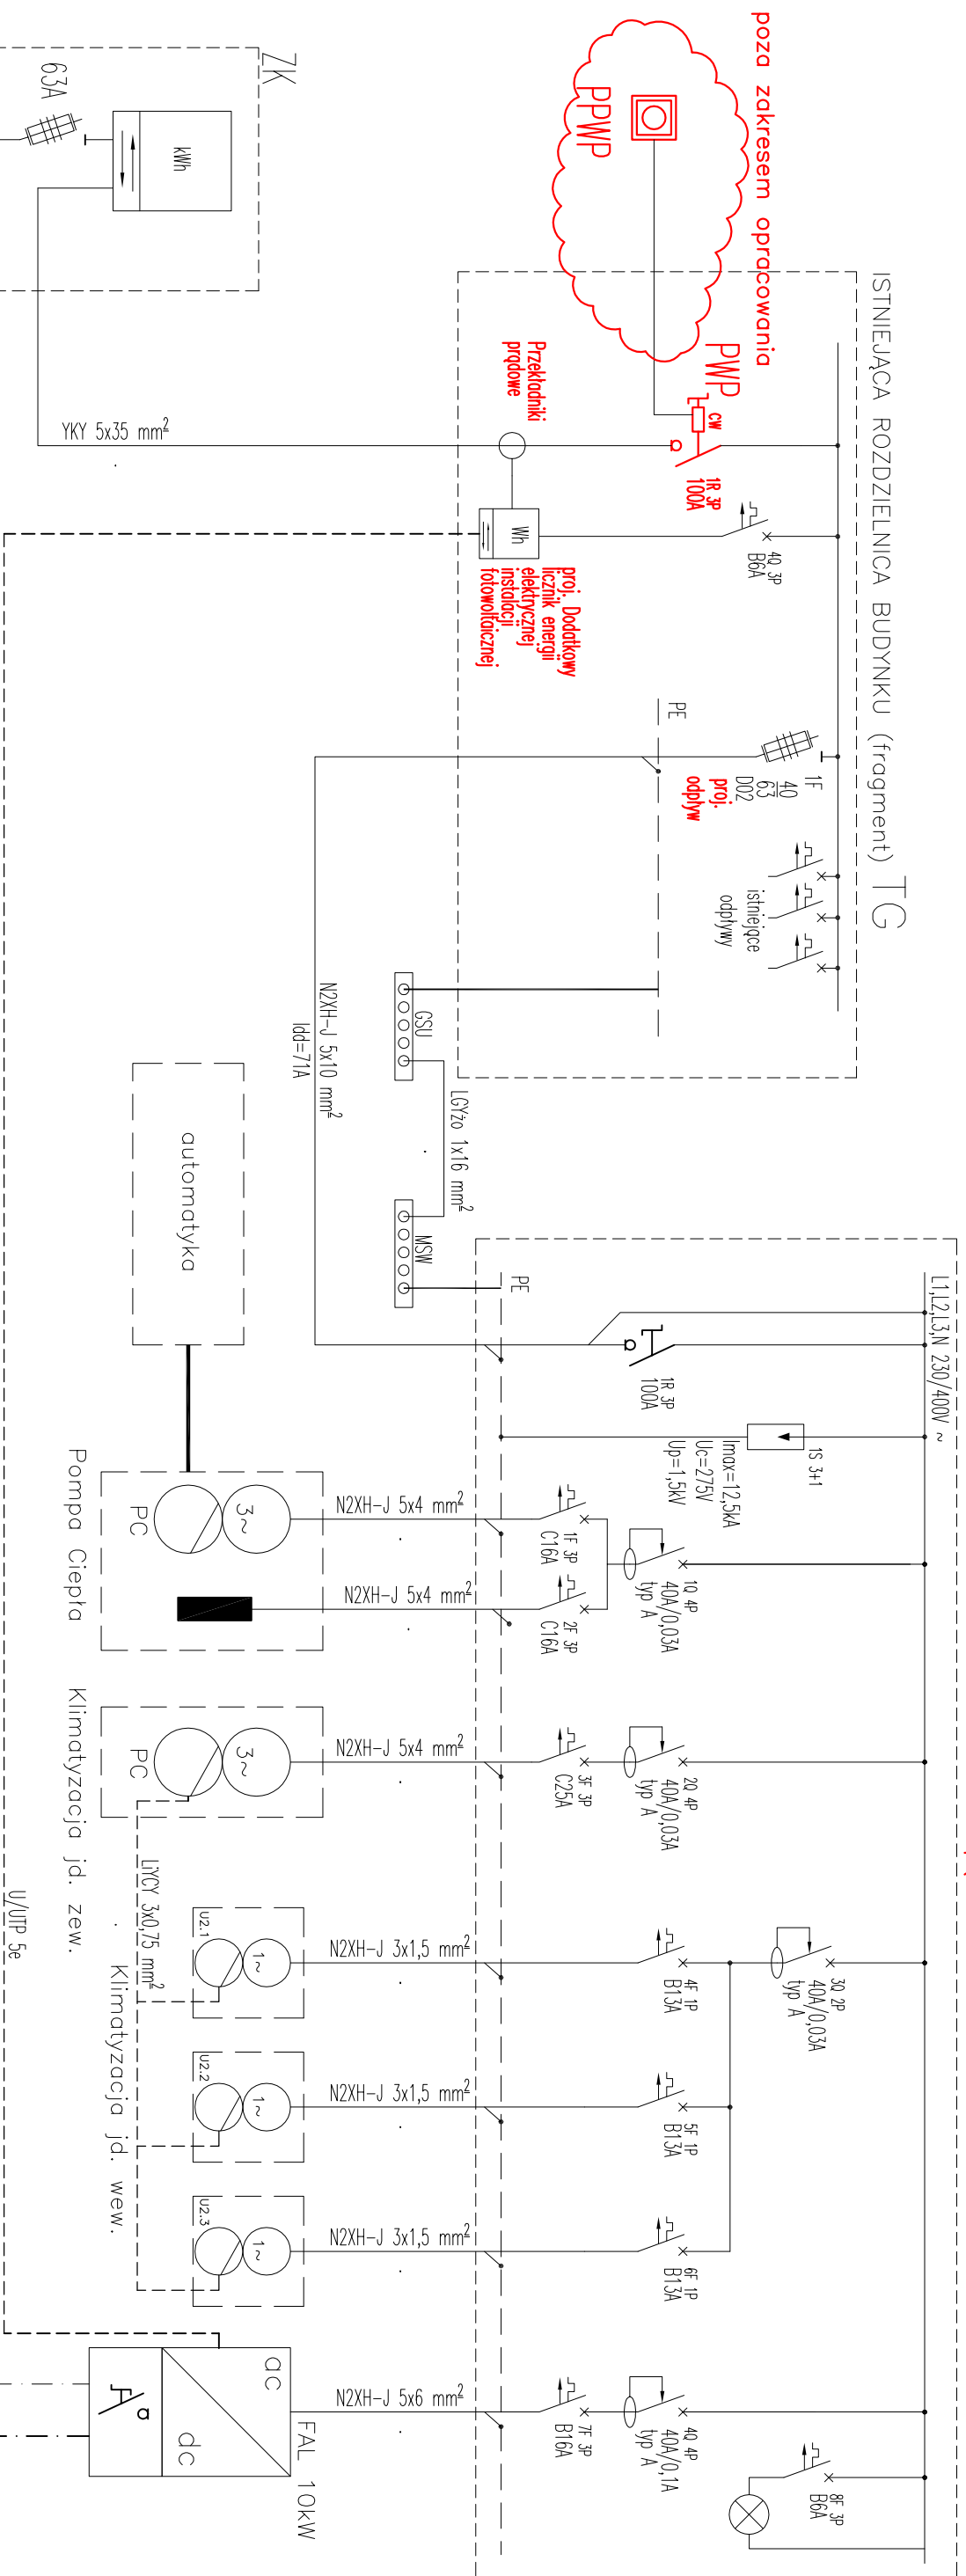 poza zakresem opracowania
PPWP
ZK
63A
kWh
YKY 5x35 mm²
ISTNIEJĄCA ROZDZIELNICA BUDYNKU (fragment) TG
PWP
cw
1R 3P
100A
Przekładniki
prądowe
Wh
4Q 3P
B6A
proj. Dodatkowy
licznik energii
elektrycznej
instalacji
fotowoltaicznej
PE
1F
40
63
D02
proj.
odpływ
istniejące
odpływy
GSU
N2XH-J 5x10 mm²
Idd=71A
LGYżo 1x16 mm²
MSW
PE
automatyka
L1,L2,L3,N 230/400V ~
1R 3P
100A
1S 3+1
Imax=12,5kA
Uc=275V
Up=1,5kV
1Q 4P
40A/0,03A
typ A
1F 3P
C16A
2F 3P
C16A
N2XH-J 5x4 mm²
N2XH-J 5x4 mm²
3~
PC
Pompa Ciepła
2Q 4P
40A/0,03A
typ A
3F 3P
C25A
N2XH-J 5x4 mm²
3~
PC
Klimatyzacja jd. zew.
LiYCY 3x0,75 mm²
U/UTP 5e
3Q 2P
40A/0,03A
typ A
4F 1P
B13A
N2XH-J 3x1,5 mm²
1~
U2.1
5F 1P
B13A
N2XH-J 3x1,5 mm²
1~
U2.2
6F 1P
B13A
N2XH-J 3x1,5 mm²
1~
U2.3
Klimatyzacja jd. wew.
4Q 4P
40A/0,1A
typ A
7F 3P
B16A
N2XH-J 5x6 mm²
8F 3P
B6A
ac
dc
FAL 10kW